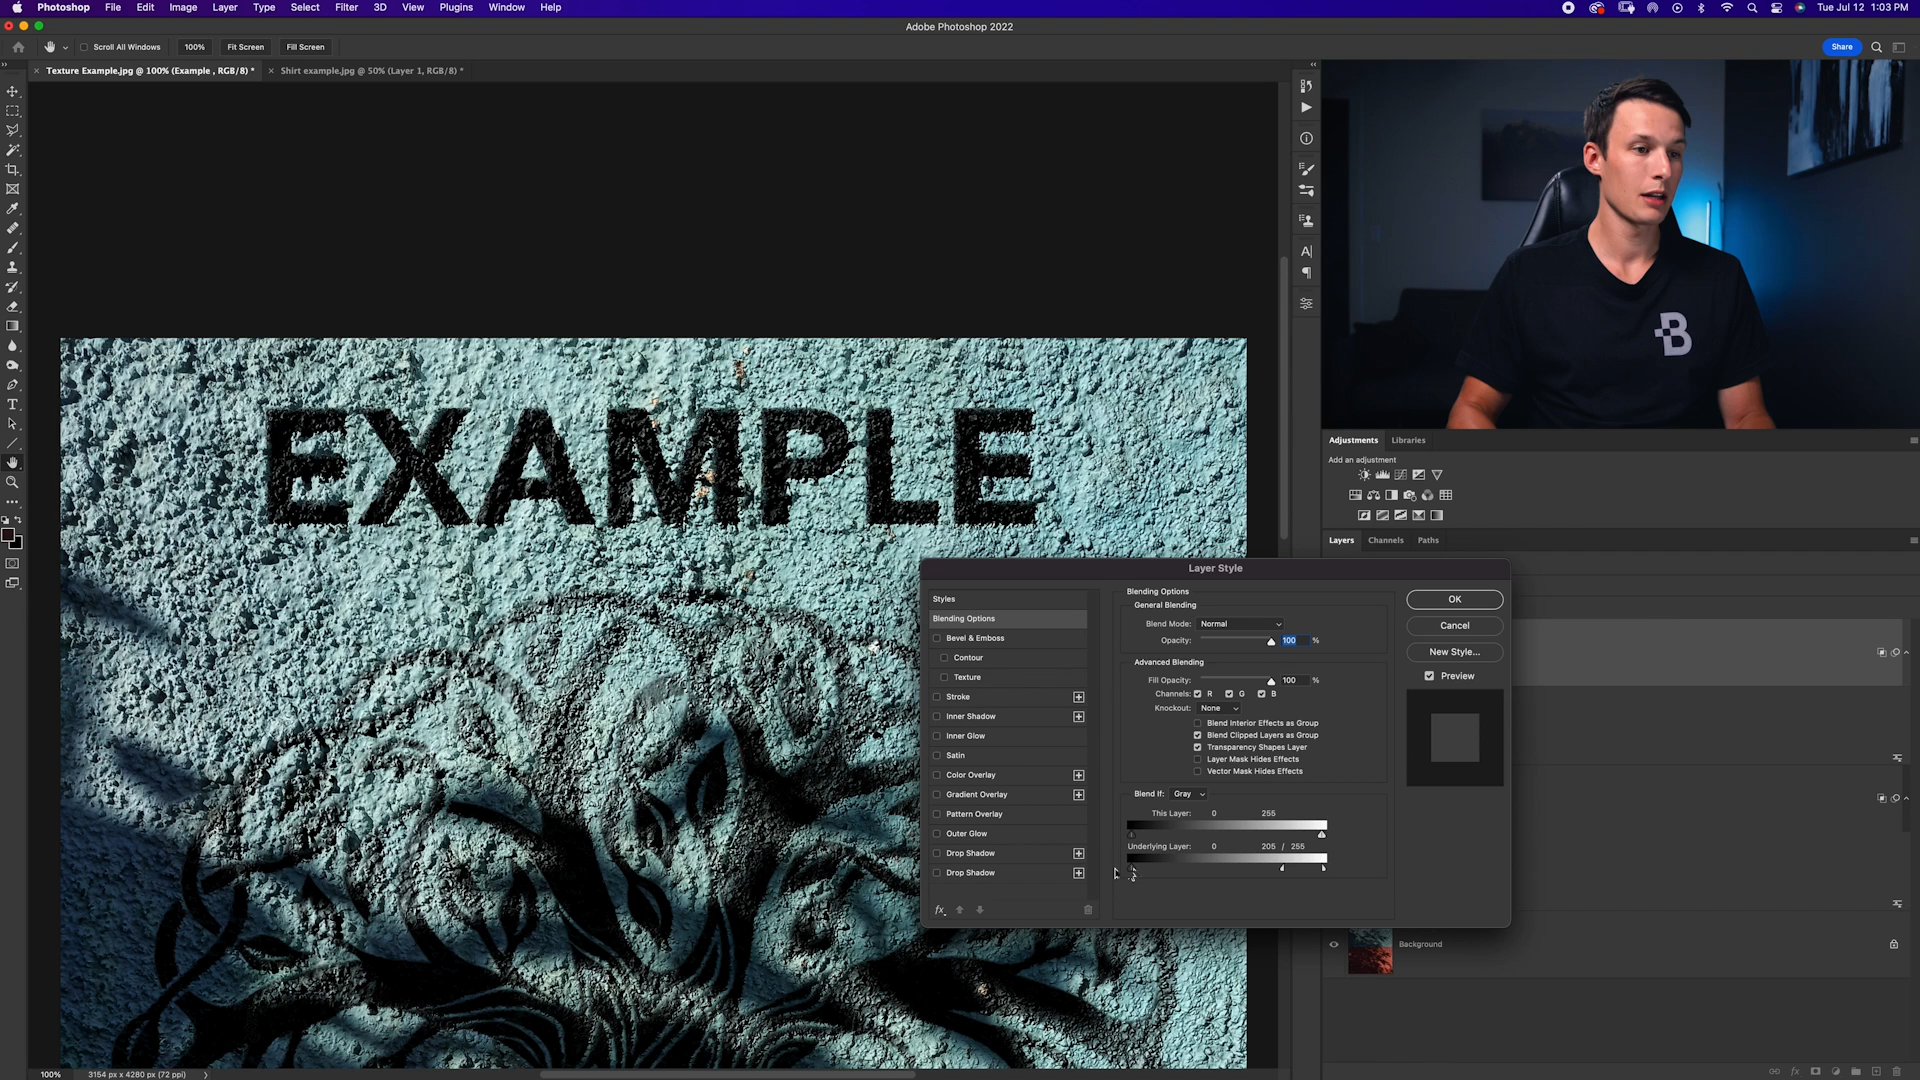 Photoshop File Edit Image Layer Type Select Filter 3D View Plugins Window Help Tue Jul 12 1:03 PM
Adobe Photoshop 2022
Scroll All Windows 100% Fit Screen Fill Screen Share
Texture Example.jpg @ 100% (Example , RGB/8) * Shirt example.jpg @ 50% (Layer 1, RGB/8) *
B
EXAMPLE
Adjustments Libraries
Add an adjustment
Layers Channels Paths
Layer Style
Styles
Blending Options
Bevel & Emboss
Contour
Texture
Stroke
Inner Shadow
Inner Glow
Satin
Color Overlay
Gradient Overlay
Pattern Overlay
Outer Glow
Drop Shadow
Drop Shadow
fx
Blending Options
General Blending
Blend Mode: Normal
Opacity: 100 %
Advanced Blending
Fill Opacity: 100 %
Channels: R G B
Knockout: None
Blend Interior Effects as Group
Blend Clipped Layers as Group
Transparency Shapes Layer
Layer Mask Hides Effects
Vector Mask Hides Effects
Blend If: Gray
This Layer: 0 255
Underlying Layer: 0 205 / 255
OK
Cancel
New Style...
Preview
Background
100% 3154 px x 4280 px (72 ppi)
fx